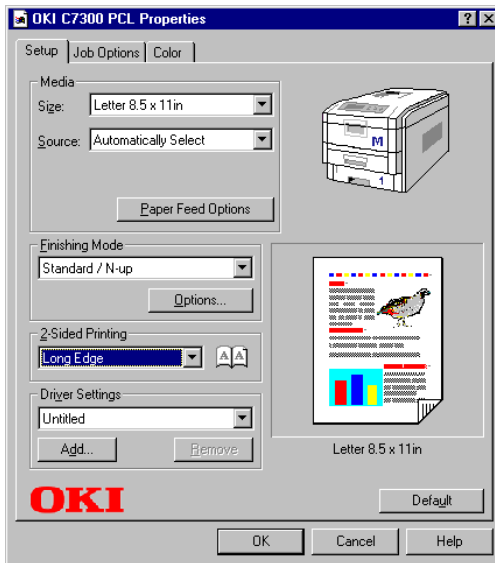 OKI C7300 PCL Properties
Setup Job Options Color
Media
Size: Letter 8.5 x 11in
Source: Automatically Select
Paper Feed Options
M
1
Finishing Mode
Standard / N-up
Options...
2-Sided Printing
Long Edge
A A
Driver Settings
Untitled
Add... Remove
Letter 8.5 x 11in
OKI
Default
OK Cancel Help